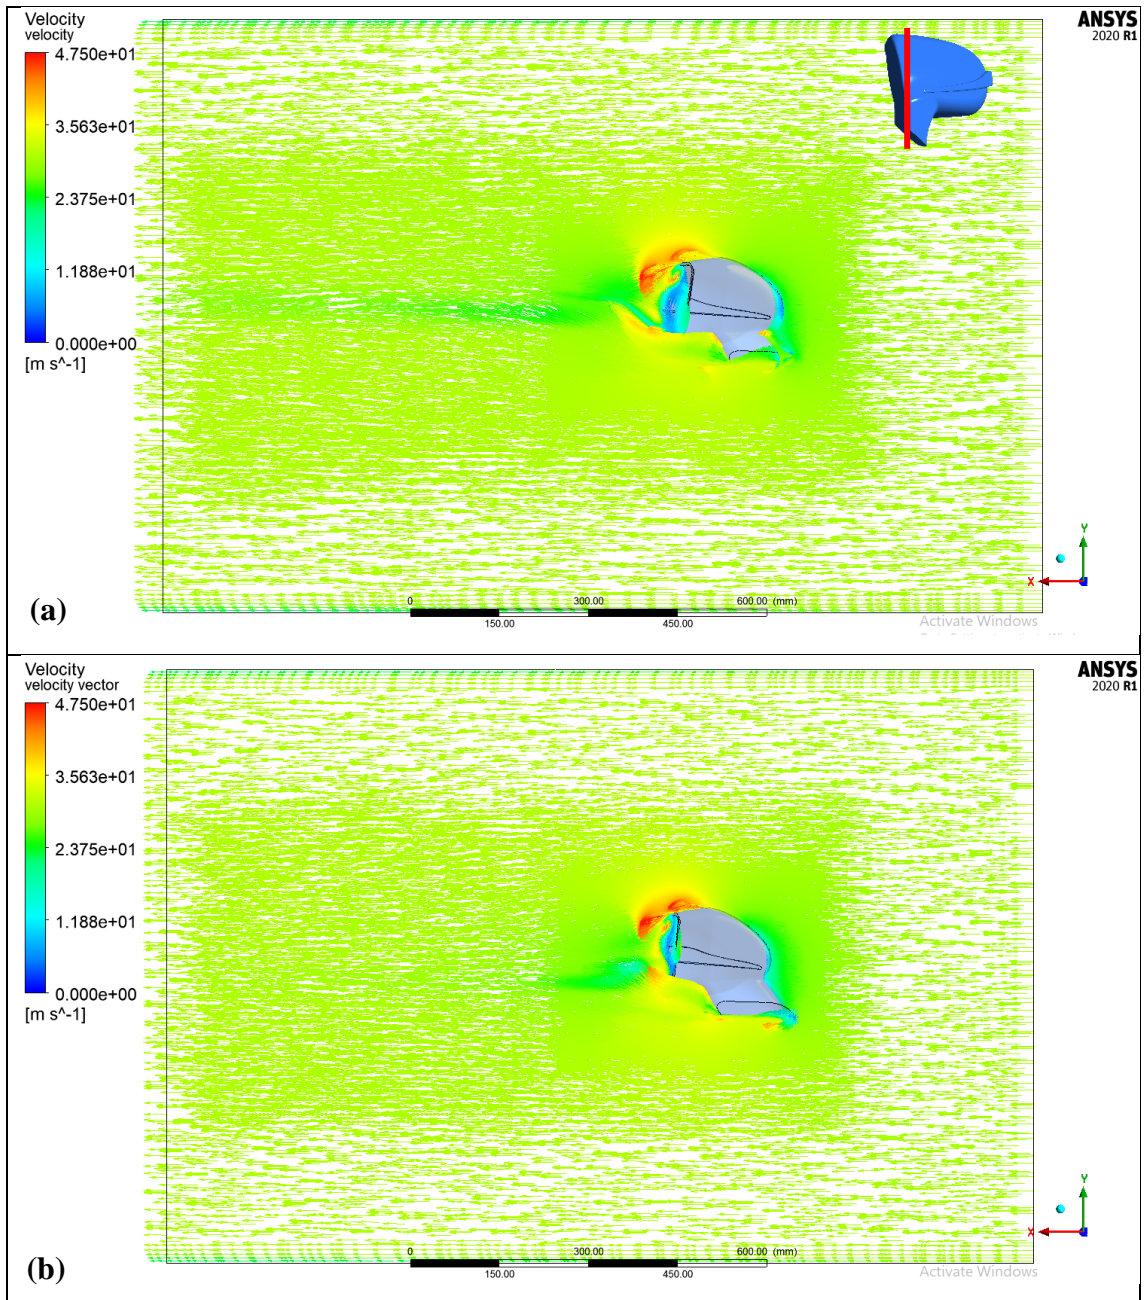 Velocity
velocity
4.750e+01
3.563e+01
2.375e+01
1.188e+01
0.000e+00
[m s^-1]
ANSYS
2020 R1
Y
X
0
300.00
600.00 (mm)
150.00
450.00
Activate Windows
(a)
Velocity
velocity vector
4.750e+01
3.563e+01
2.375e+01
1.188e+01
0.000e+00
[m s^-1]
ANSYS
2020 R1
Y
X
0
300.00
600.00 (mm)
150.00
450.00
Activate Windows
(b)